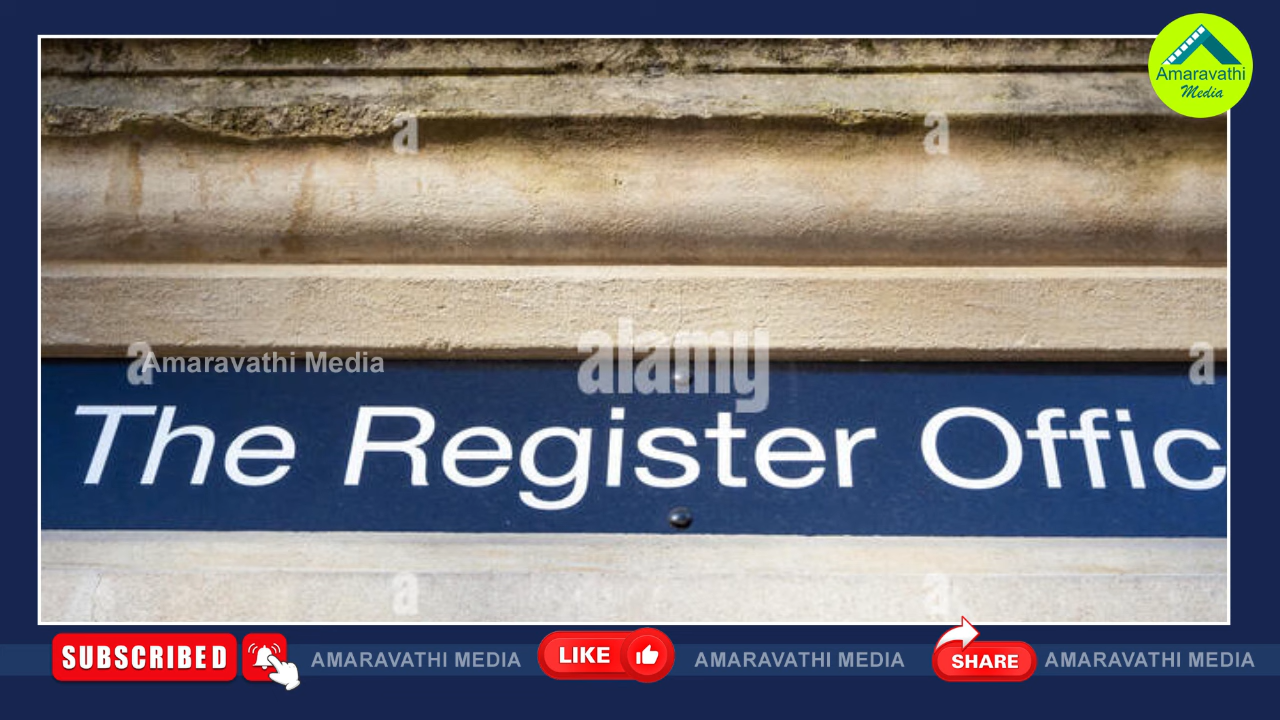 Amaravathi
Media
a
a
a
Amaravathi Media
alamy
a
The Register Offic
a
a
SUBSCRIBED
AMARAVATHI MEDIA
LIKE
AMARAVATHI MEDIA
SHARE
AMARAVATHI MEDIA